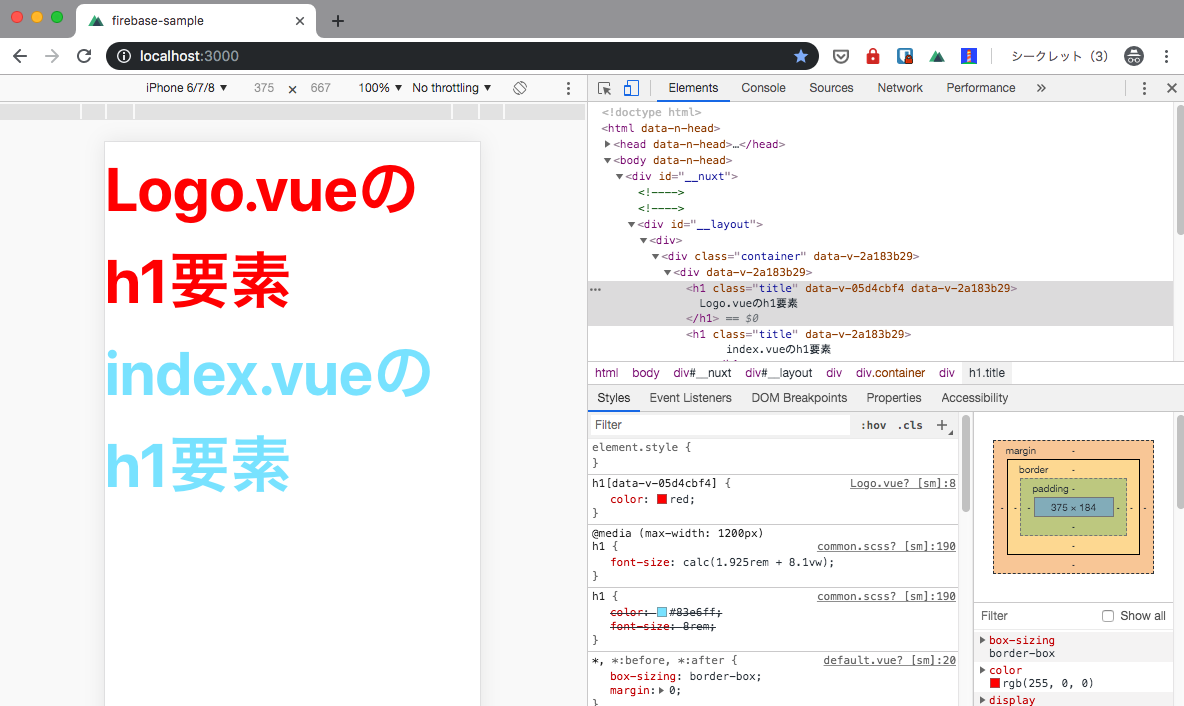 firebase-sample
localhost:3000
シークレット (3)
iPhone 6/7/8 ▼ 375 × 667 100% ▼ No throttling ▼
Elements Console Sources Network Performance »
<!doctype html>
<html data-n-head>
<head data-n-head>…</head>
<body data-n-head>
<div id="__nuxt">
<!---->
<!---->
<div id="__layout">
<div>
<div class="container" data-v-2a183b29>
<div data-v-2a183b29>
<h1 class="title" data-v-05d4cbf4 data-v-2a183b29>
Logo.vueのh1要素
</h1> == $0
<h1 class="title" data-v-2a183b29>
index.vueのh1要素
html body div#__nuxt div#__layout div div.container div h1.title
Styles Event Listeners DOM Breakpoints Properties Accessibility
Filter :hov .cls +
element.style {
}
h1[data-v-05d4cbf4] { Logo.vue? [sm]:8
color: red;
}
@media (max-width: 1200px)
h1 { common.scss? [sm]:190
font-size: calc(1.925rem + 8.1vw);
}
h1 { common.scss? [sm]:190
color: #83e6ff;
font-size: 8rem;
}
*, *:before, *:after { default.vue? [sm]:20
box-sizing: border-box;
margin: 0;
}
margin -
border -
padding -
- - - 375 × 184 - - -
-
-
-
Filter Show all
box-sizing
border-box
color
rgb(255, 0, 0)
display
Logo.vueの
h1要素
index.vueの
h1要素